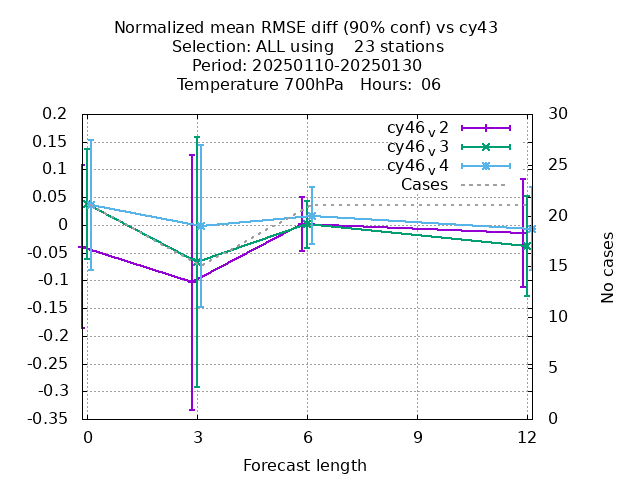 Normalized mean RMSE diff (90% conf) vs cy43
Selection: ALL using    23 stations
Period: 20250110-20250130
Temperature 700hPa   Hours:  06
0.2
0.15
0.1
0.05
0
-0.05
-0.1
-0.15
-0.2
-0.25
-0.3
-0.35
cy46_v2
cy46_v3
cy46_v4
Cases
30
25
20
15
10
5
0
No cases
0 3 6 9 12
Forecast length